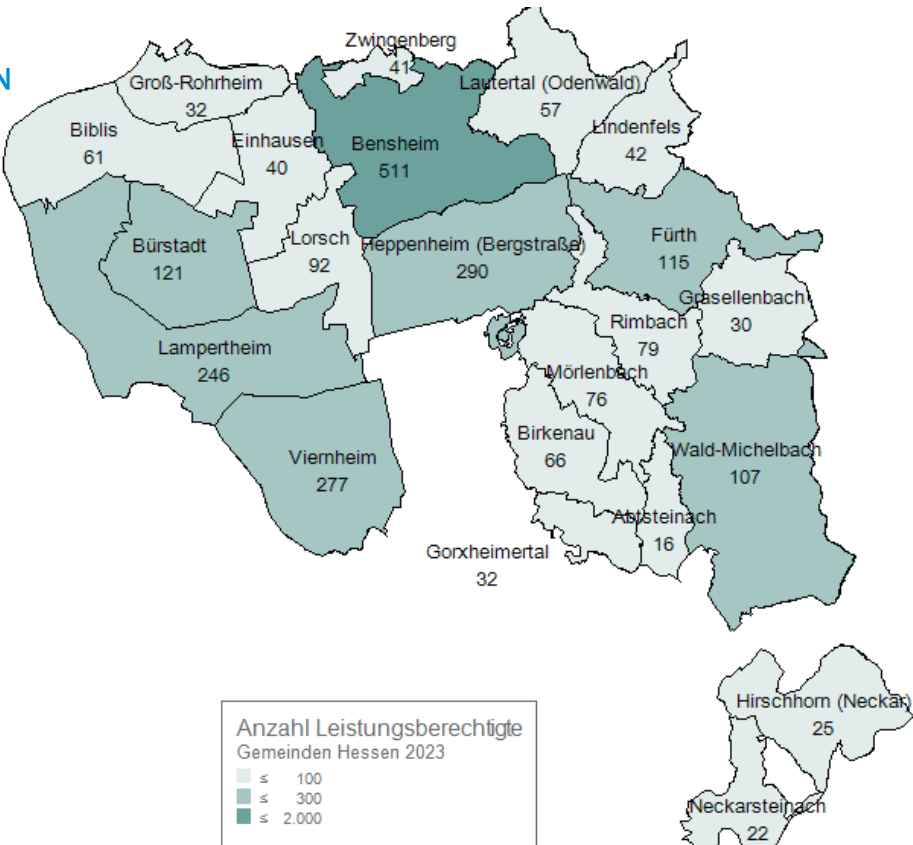 Zwingenberg
41
N
Groß-Rohrheim
32
Lautertal (Odenwald)
57
Biblis
61
Einhausen
40
Bensheim
511
Lindenfels
42
Bürstadt
121
Lorsch
92
Heppenheim (Bergstraße)
290
Fürth
115
Grasellenbach
30
Rimbach
79
Lampertheim
246
Mörlenbach
76
Birkenau
66
Wald-Michelbach
107
Viernheim
277
Abtsteinach
16
Gorxheimertal
32
Hirschhorn (Neckar)
25
Neckarsteinach
22
Anzahl Leistungsberechtigte
Gemeinden Hessen 2023
≤ 100
≤ 300
≤ 2.000